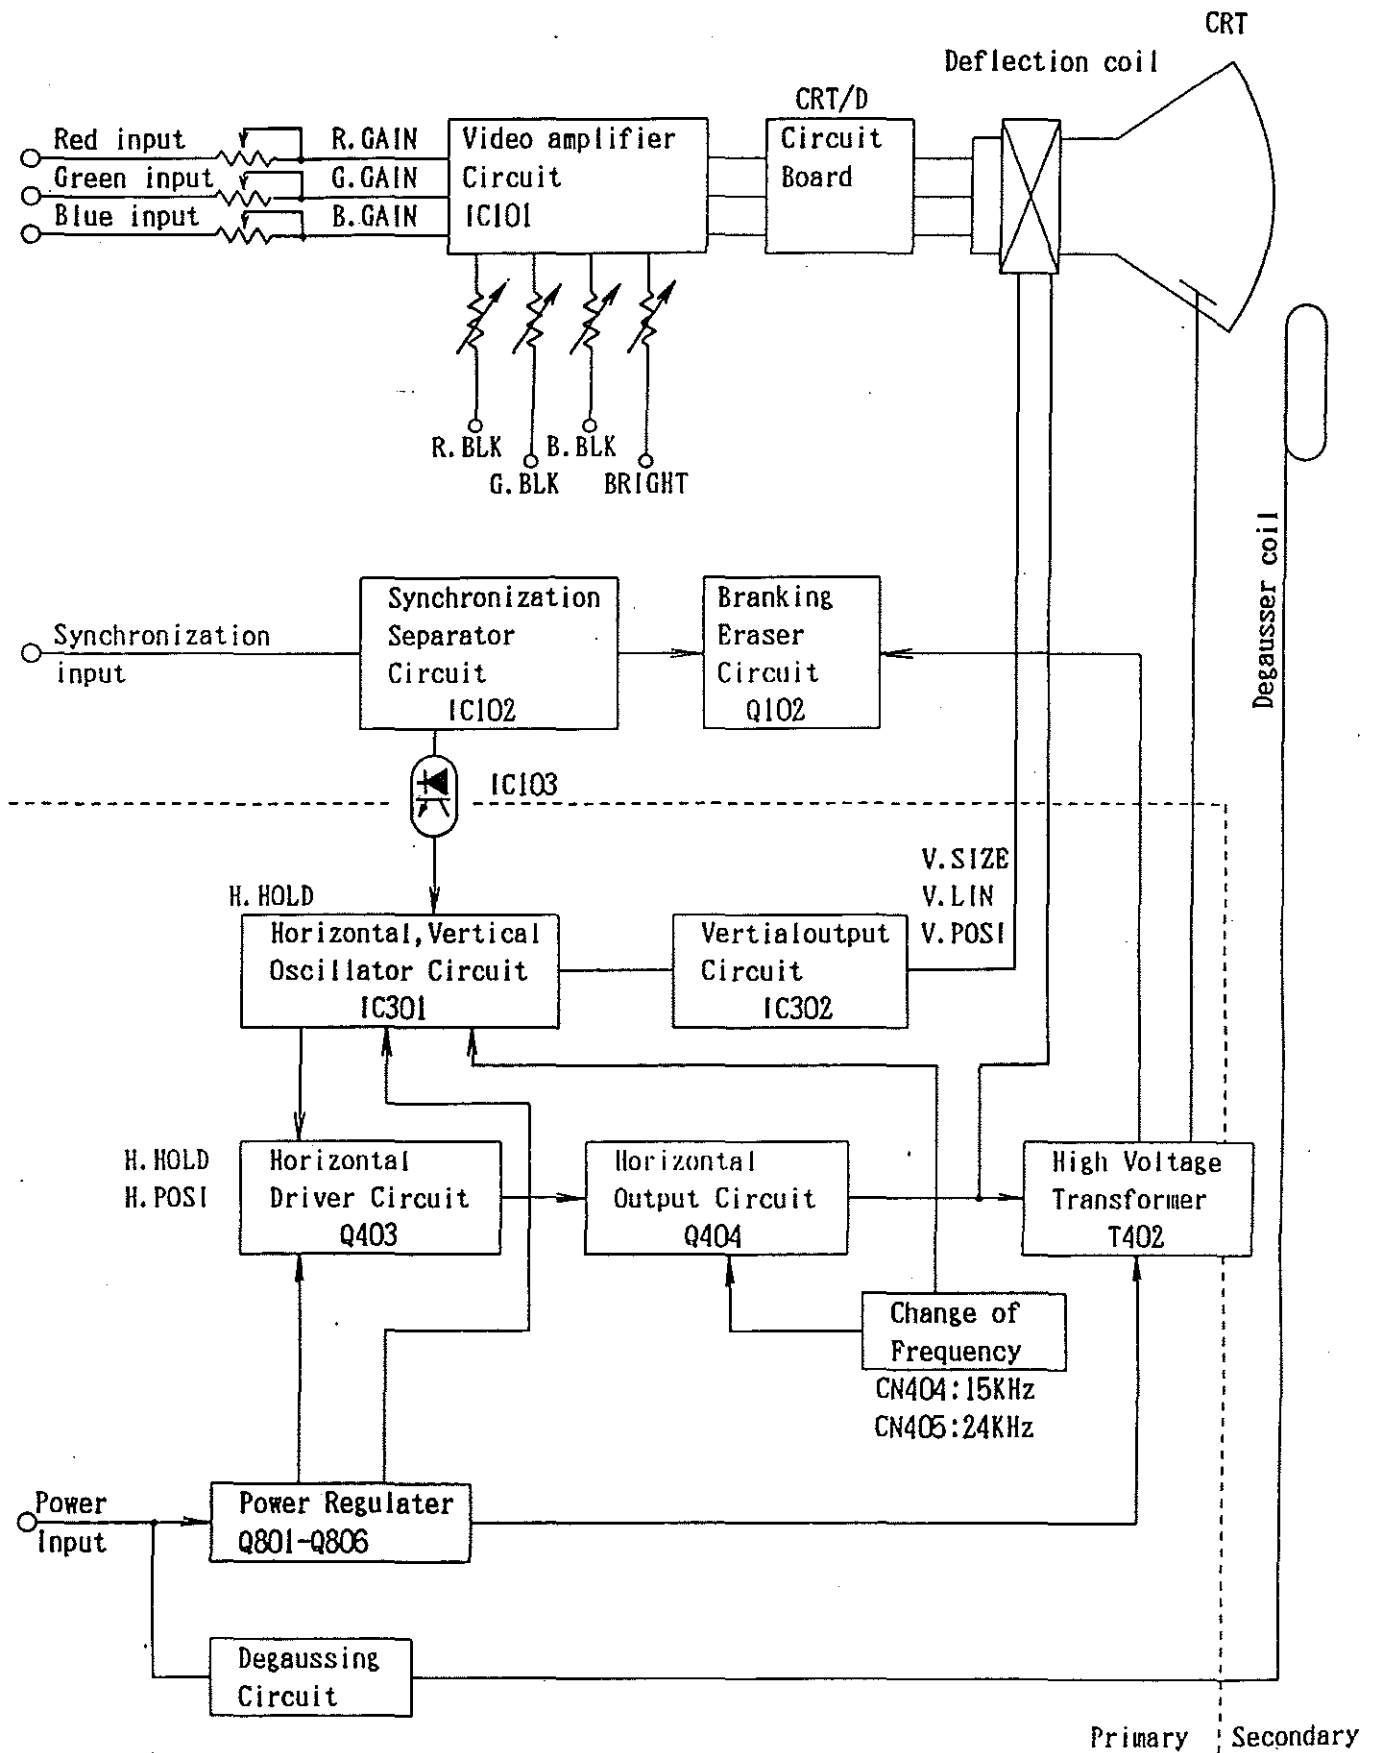 CRT
Deflection coil
CRT/D
Red input
R.GAIN
Video amplifier
Circuit
IC101
Circuit
Board
Green input
G.GAIN
Blue input
B.GAIN
R.BLK
B.BLK
G.BLK
BRIGHT
Degausser coil
Synchronization
input
Synchronization
Separator
Circuit
IC102
Branking
Eraser
Circuit
Q102
IC103
V.SIZE
V.LIN
V.POSI
H.HOLD
Horizontal,Vertical
Oscillator Circuit
IC301
Vertialoutput
Circuit
IC302
H.HOLD
H.POSI
Horizontal
Driver Circuit
Q403
Horizontal
Output Circuit
Q404
High Voltage
Transformer
T402
Change of
Frequency
CN404:15KHz
CN405:24KHz
Power
input
Power Regulater
Q801-Q806
Degaussing
Circuit
Primary
Secondary